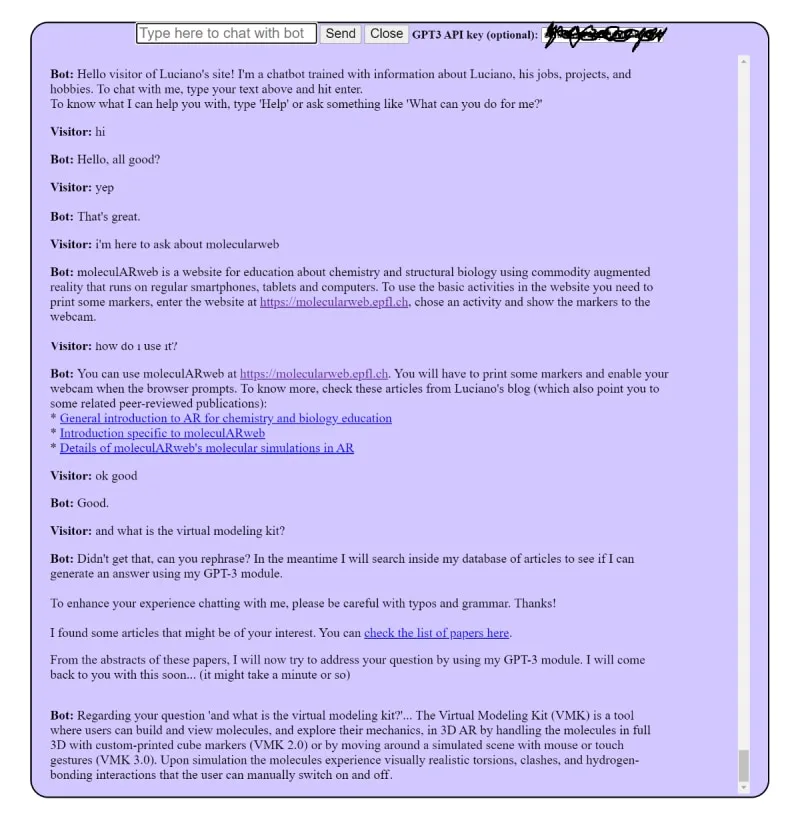 Type here to chat with bot Send Close GPT3 API key (optional):
Bot: Hello visitor of Luciano's site! I'm a chatbot trained with information about Luciano, his jobs, projects, and
hobbies. To chat with me, type your text above and hit enter.
To know what I can help you with, type 'Help' or ask something like 'What can you do for me?'
Visitor: hi
Bot: Hello, all good?
Visitor: yep
Bot: That's great.
Visitor: i'm here to ask about molecularweb
Bot: moleculARweb is a website for education about chemistry and structural biology using commodity augmented
reality that runs on regular smartphones, tablets and computers. To use the basic activities in the website you need to
print some markers, enter the website at https://molecularweb.epfl.ch, chose an activity and show the markers to the
webcam.
Visitor: how do i use it?
Bot: You can use moleculARweb at https://molecularweb.epfl.ch. You will have to print some markers and enable your
webcam when the browser prompts. To know more, check these articles from Luciano's blog (which also point you to
some related peer-reviewed publications):
* General introduction to AR for chemistry and biology education
* Introduction specific to moleculARweb
* Details of moleculARweb's molecular simulations in AR
Visitor: ok good
Bot: Good.
Visitor: and what is the virtual modeling kit?
Bot: Didn't get that, can you rephrase? In the meantime I will search inside my database of articles to see if I can
generate an answer using my GPT-3 module.
To enhance your experience chatting with me, please be careful with typos and grammar. Thanks!
I found some articles that might be of your interest. You can check the list of papers here.
From the abstracts of these papers, I will now try to address your question by using my GPT-3 module. I will come
back to you with this soon... (it might take a minute or so)
Bot: Regarding your question 'and what is the virtual modeling kit?'... The Virtual Modeling Kit (VMK) is a tool
where users can build and view molecules, and explore their mechanics, in 3D AR by handling the molecules in full
3D with custom-printed cube markers (VMK 2.0) or by moving around a simulated scene with mouse or touch
gestures (VMK 3.0). Upon simulation the molecules experience visually realistic torsions, clashes, and hydrogen-
bonding interactions that the user can manually switch on and off.